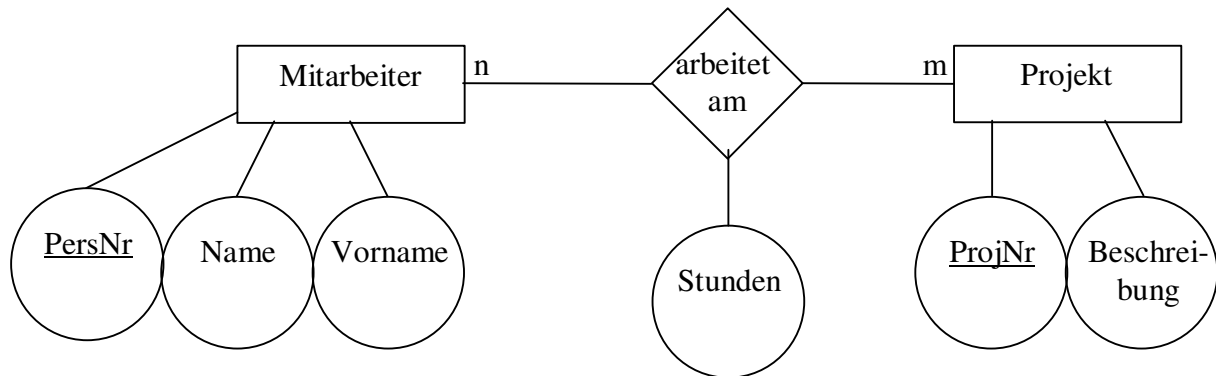 Mitarbeiter
n
arbeitet
am
m
Projekt
PersNr
Name
Vorname
Stunden
ProjNr
Beschrei-
bung